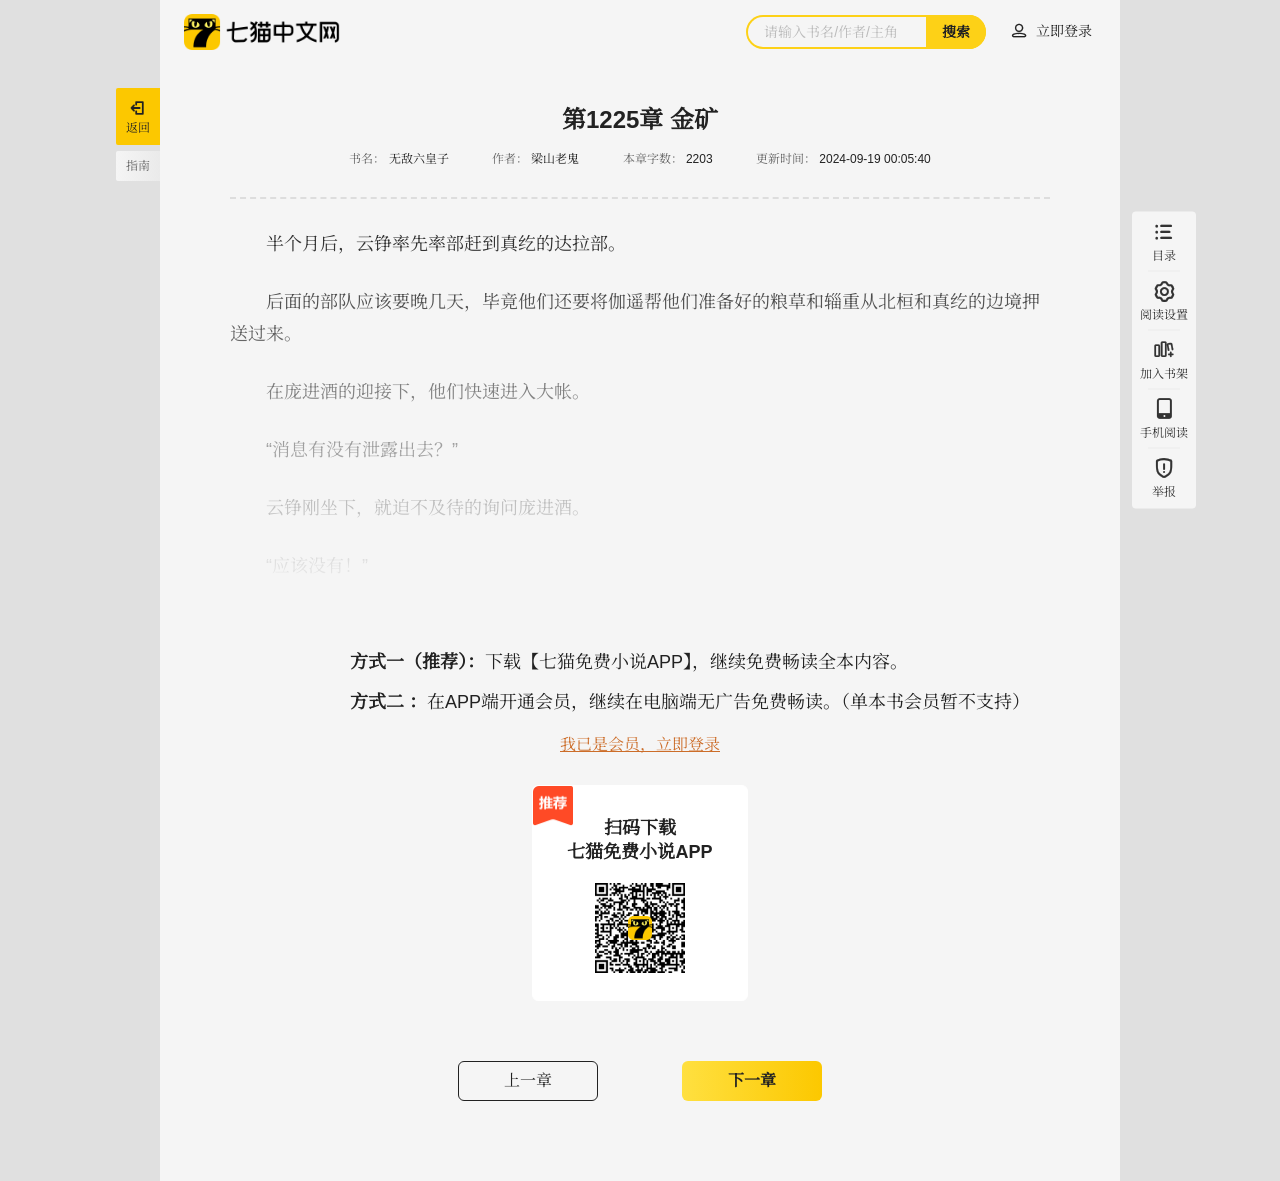 七猫中文网
请输入书名/作者/主角
搜索
立即登录
返回
指南
第1225章 金矿
书名： 无敌六皇子 作者： 梁山老鬼 本章字数： 2203 更新时间： 2024-09-19 00:05:40
半个月后，云铮率先率部赶到真纥的达拉部。
后面的部队应该要晚几天，毕竟他们还要将伽遥帮他们准备好的粮草和辎重从北桓和真纥的边境押
送过来。
在庞进酒的迎接下，他们快速进入大帐。
“消息有没有泄露出去？”
云铮刚坐下，就迫不及待的询问庞进酒。
“应该没有！”
目录
阅读设置
加入书架
手机阅读
举报
方式一（推荐）：下载【七猫免费小说APP】，继续免费畅读全本内容。
方式二 ：在APP端开通会员，继续在电脑端无广告免费畅读。（单本书会员暂不支持）
我已是会员，立即登录
推荐
扫码下载
七猫免费小说APP
上一章
下一章